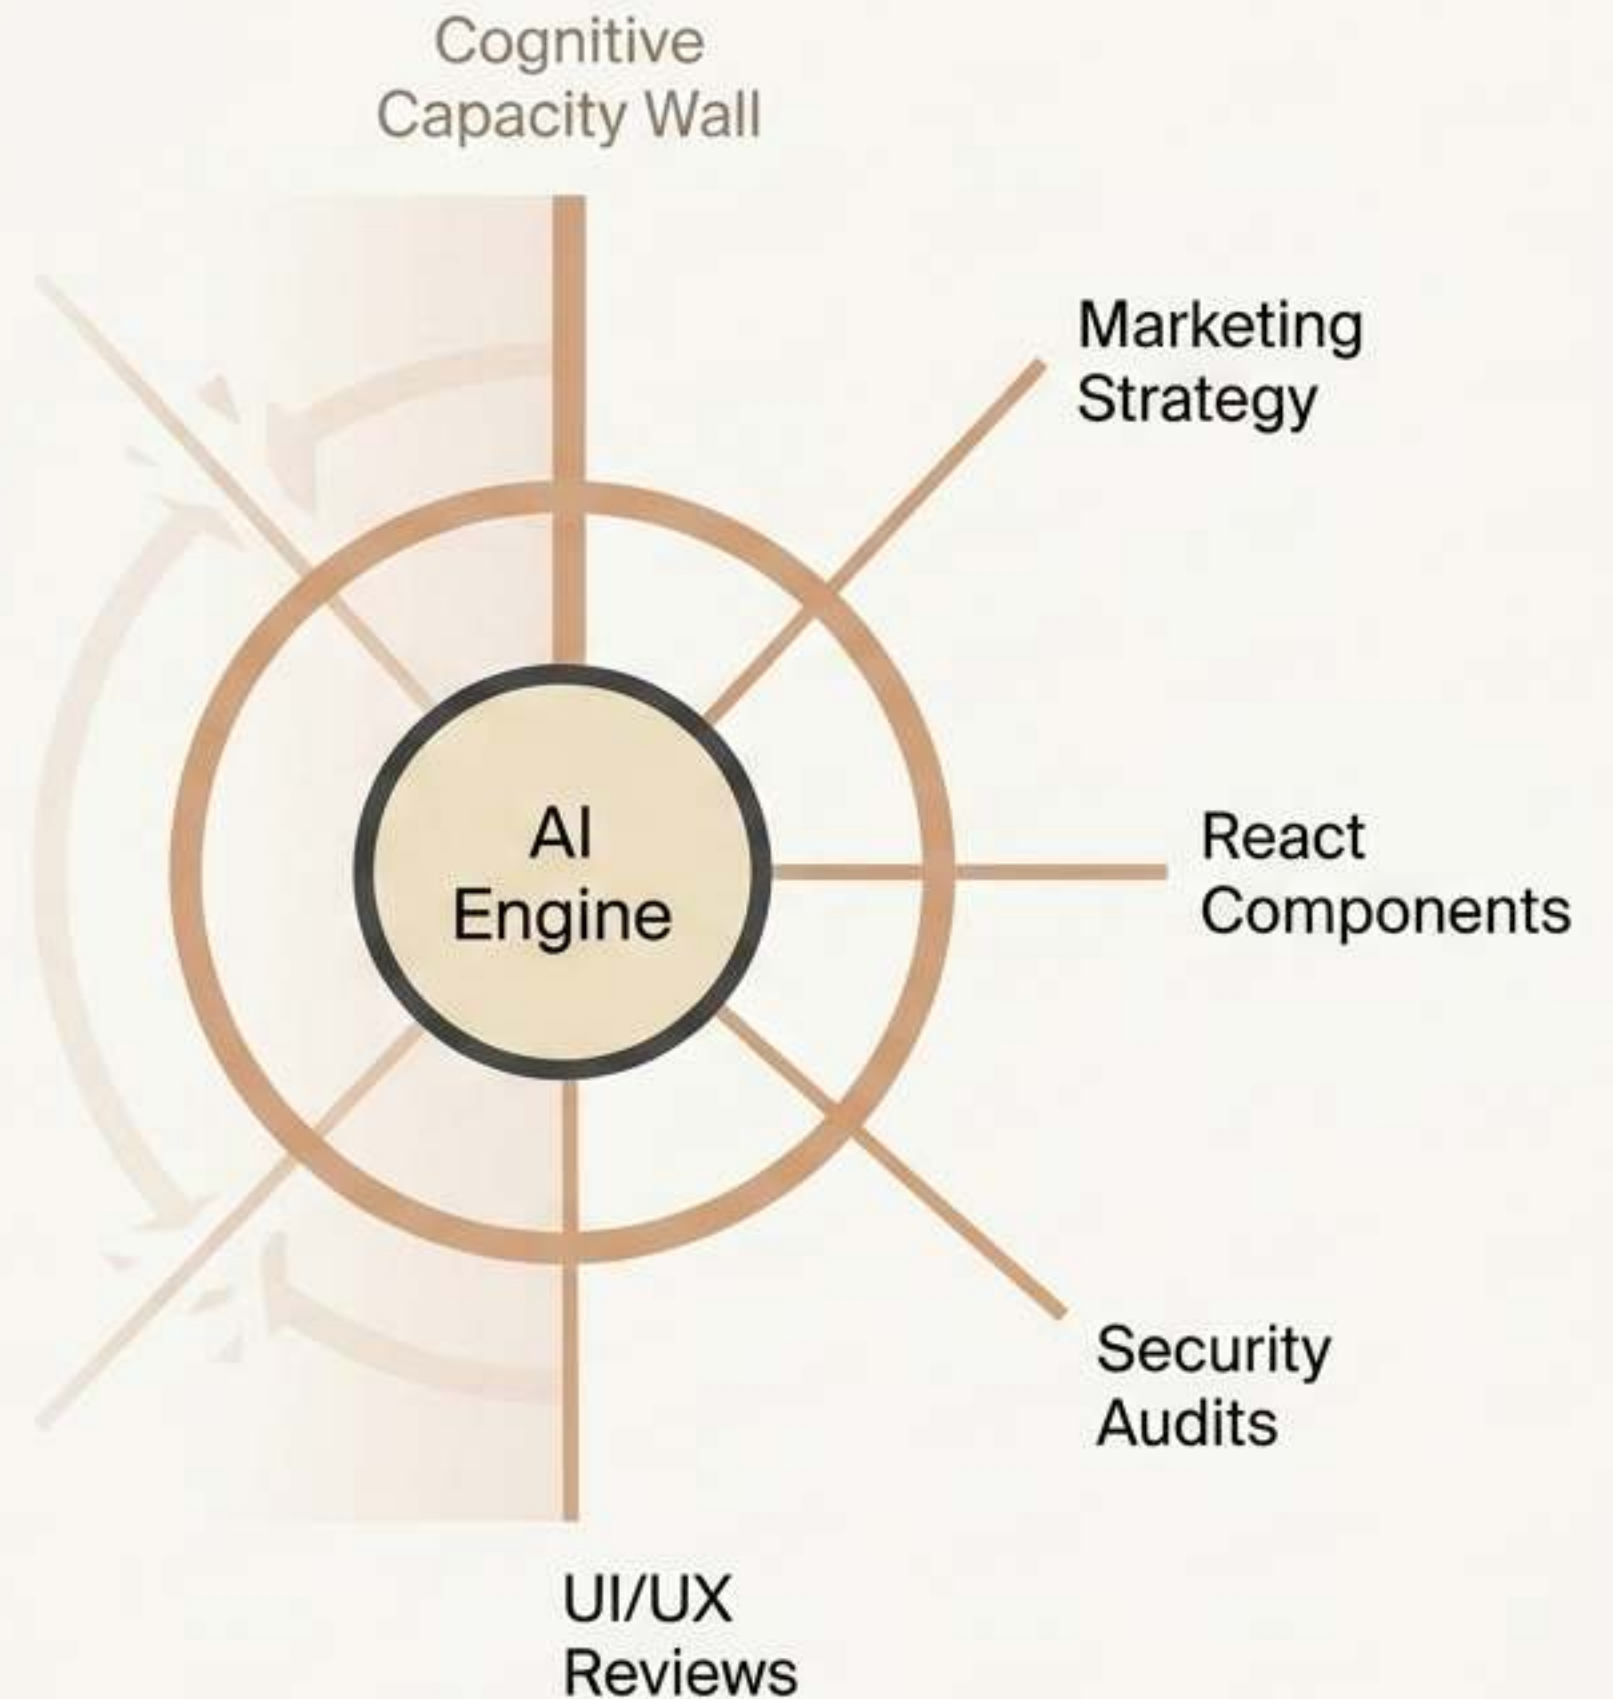 Cognitive
Capacity Wall
Marketing
Strategy
AI
Engine
React
Components
Security
Audits
UI/UX
Reviews